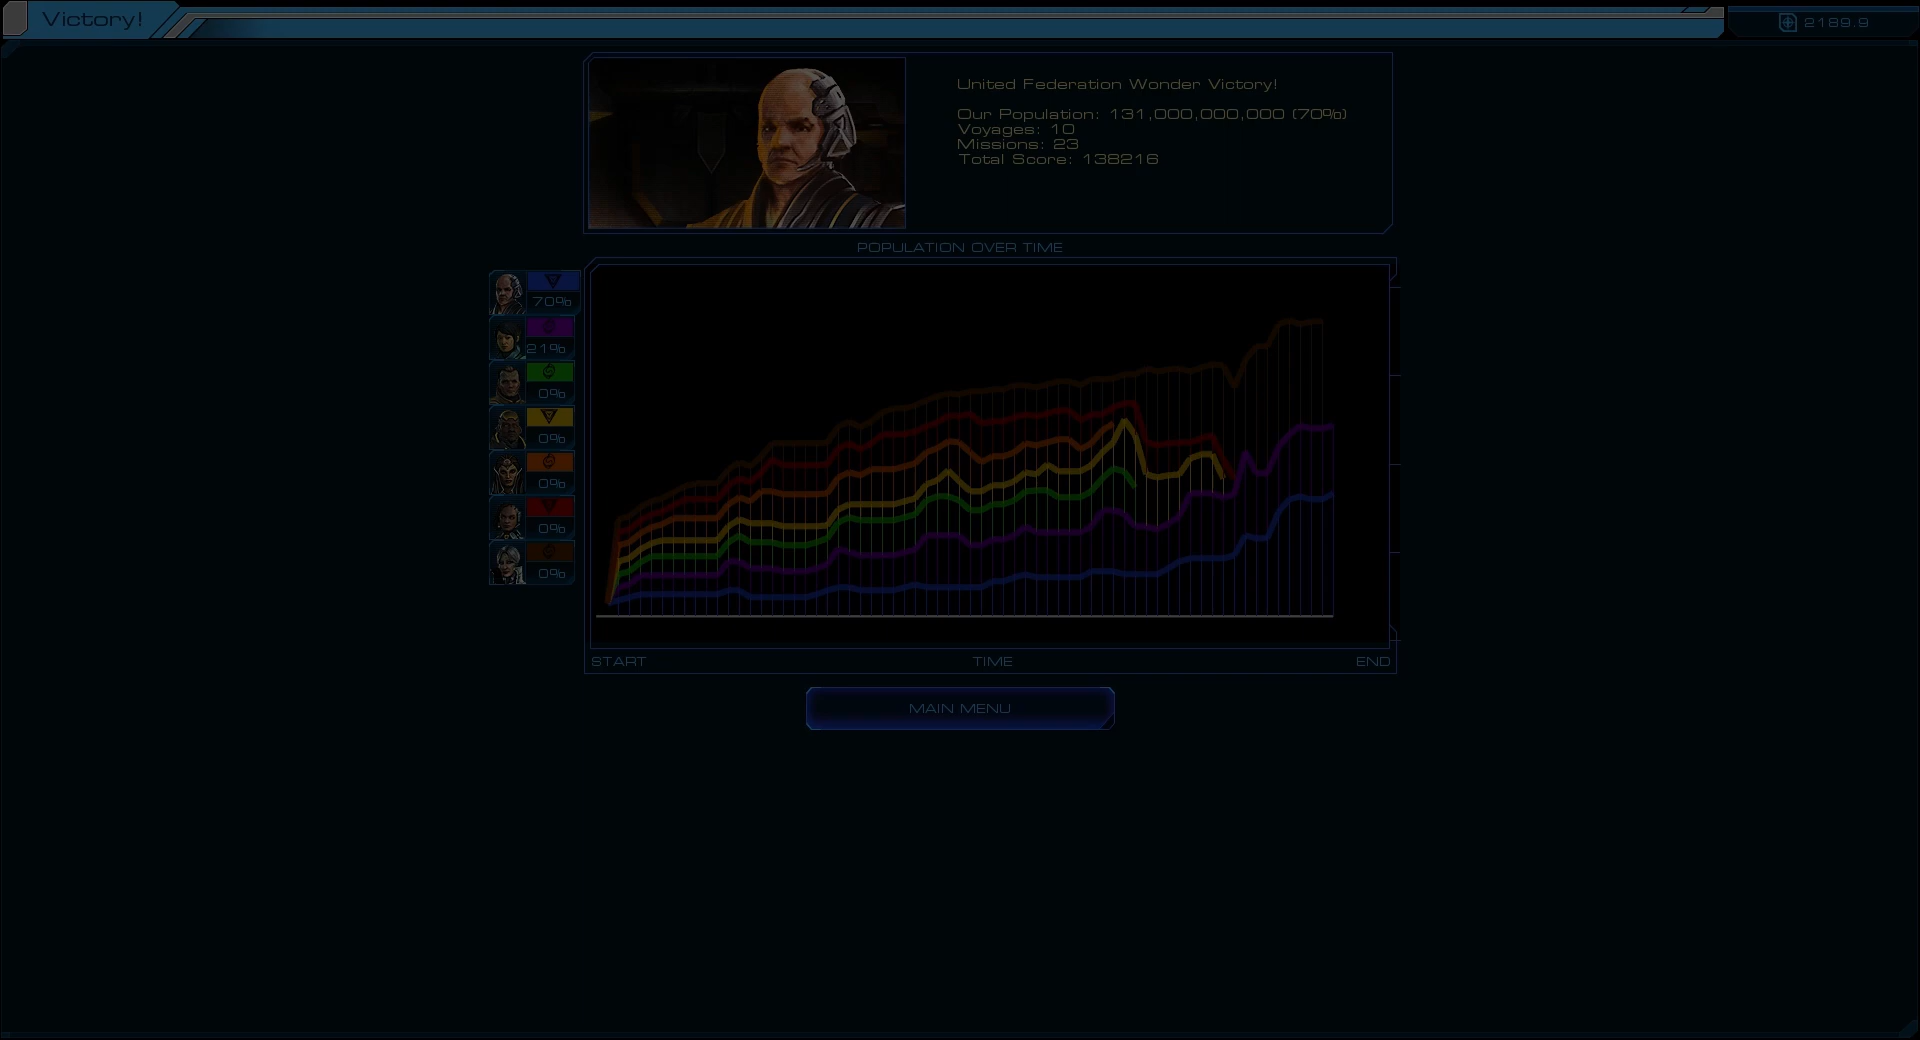 Victory!
2189.9
United Federation Wonder Victory!
Our Population: 131,000,000,000 (70%)
Voyages: 10
Missions: 23
Total Score: 138216
POPULATION OVER TIME
70%
21%
0%
0%
0%
0%
0%
START TIME END
MAIN MENU